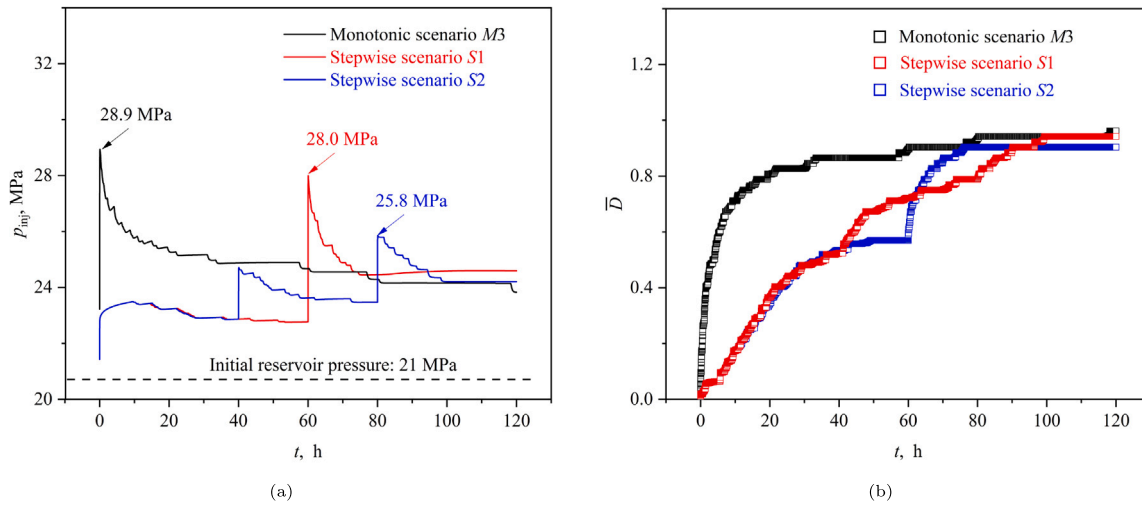 Monotonic scenario M3
Stepwise scenario S1
Stepwise scenario S2
28.9 MPa
28.0 MPa
25.8 MPa
Initial reservoir pressure: 21 MPa
32
28
24
20
p_inj, MPa
0 20 40 60 80 100 120
t, h
(a)
Monotonic scenario M3
Stepwise scenario S1
Stepwise scenario S2
1.2
0.8
0.4
0.0
D̅
0 20 40 60 80 100 120
t, h
(b)